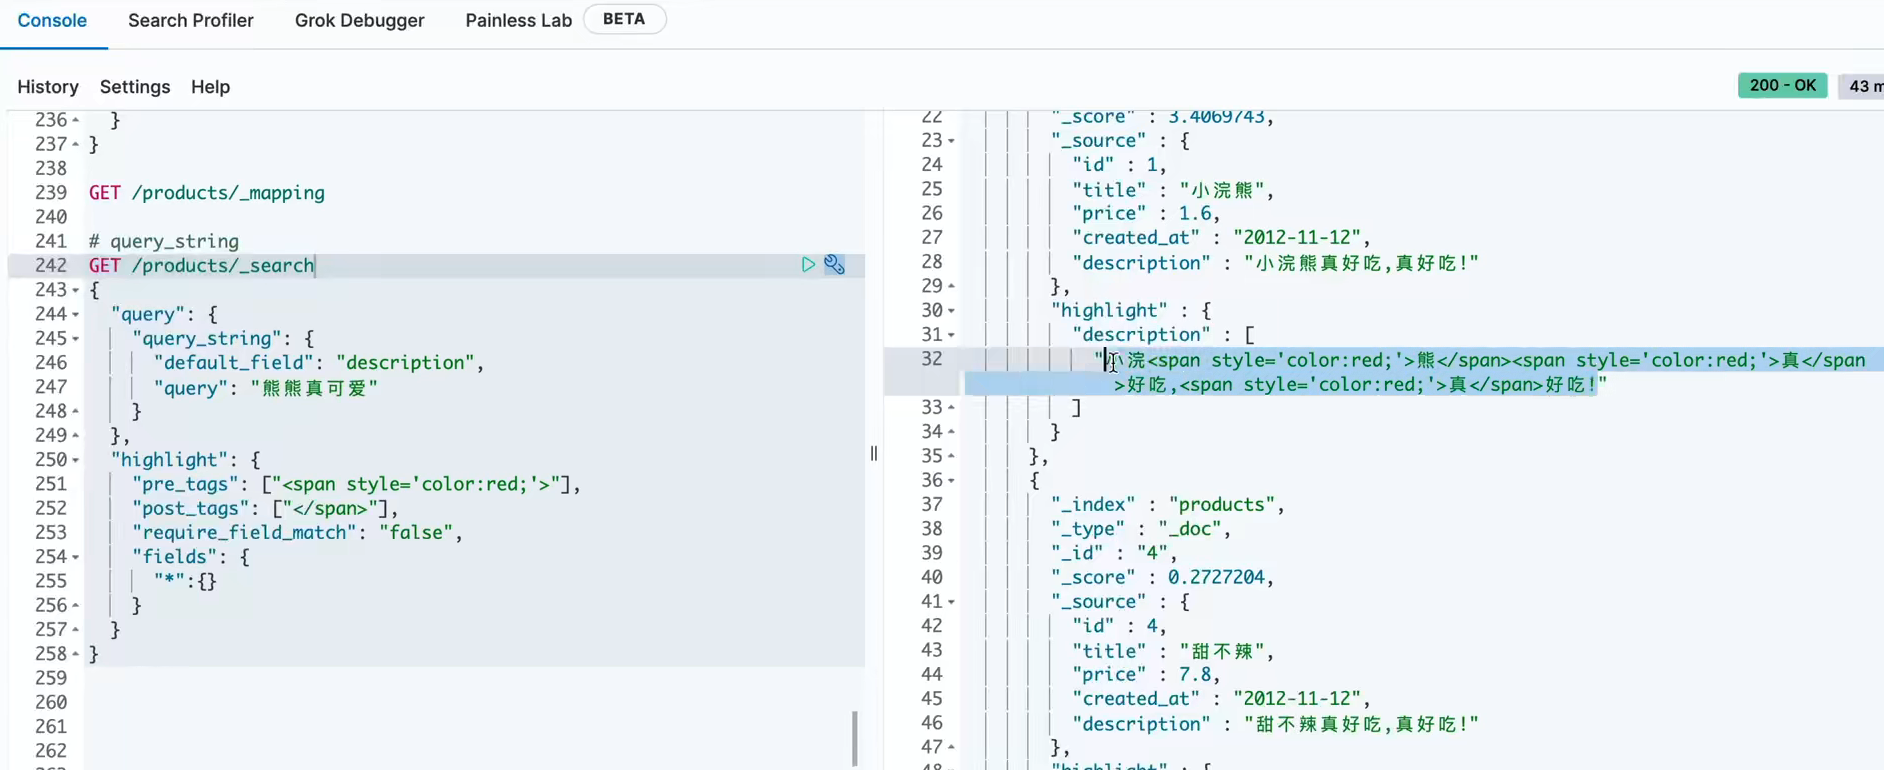 Console Search Profiler Grok Debugger Painless Lab BETA
History Settings Help
200 - OK 43 m
236 }
237 }
238
239 GET /products/_mapping
240
241 # query_string
242 GET /products/_search
243 {
244 "query": {
245 "query_string": {
246 "default_field": "description",
247 "query": "熊熊真可爱"
248 }
249 },
250 "highlight": {
251 "pre_tags": ["<span style='color:red;'>"],
252 "post_tags": ["</span>"],
253 "require_field_match": "false",
254 "fields": {
255 "*":{}
256 }
257 }
258 }
259
260
261
262
22 "_score" : 3.4069743,
23 "_source" : {
24 "id" : 1,
25 "title" : "小浣熊",
26 "price" : 1.6,
27 "created_at" : "2012-11-12",
28 "description" : "小浣熊真好吃,真好吃!"
29 },
30 "highlight" : {
31 "description" : [
32 "小浣<span style='color:red;'>熊</span><span style='color:red;'>真</span
>好吃,<span style='color:red;'>真</span>好吃!"
33 ]
34 }
35 },
36 {
37 "_index" : "products",
38 "_type" : "_doc",
39 "_id" : "4",
40 "_score" : 0.2727204,
41 "_source" : {
42 "id" : 4,
43 "title" : "甜不辣",
44 "price" : 7.8,
45 "created_at" : "2012-11-12",
46 "description" : "甜不辣真好吃,真好吃!"
47 },
48 "highlight" : {